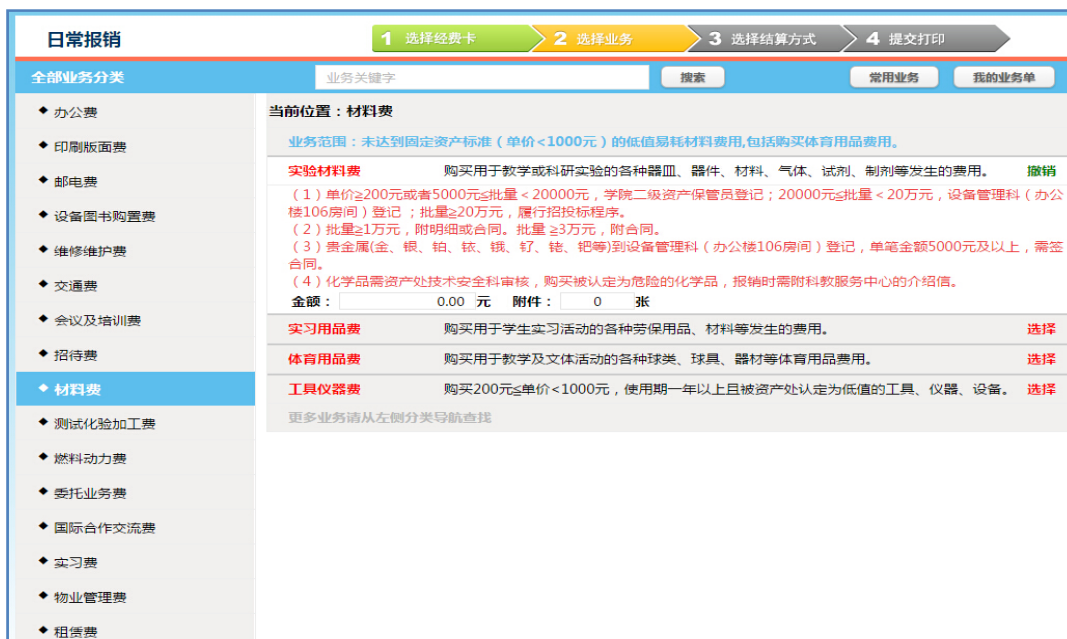 日常报销
1 选择经费卡
2 选择业务
3 选择结算方式
4 提交打印
全部业务分类
业务关键字
搜索
常用业务
我的业务单
办公费
印刷版面费
邮电费
设备图书购置费
维修维护费
交通费
会议及培训费
招待费
材料费
测试化验加工费
燃料动力费
委托业务费
国际合作交流费
实习费
物业管理费
租赁费
当前位置：材料费
业务范围：未达到固定资产标准（单价<1000元）的低值易耗材料费用,包括购买体育用品费用。
实验材料费 购买用于教学或科研实验的各种器皿、器件、材料、气体、试剂、制剂等发生的费用。 撤销
（1）单价≧200元或者5000元≦批量＜20000元，学院二级资产保管员登记；20000元≦批量＜20万元，设备管理科（办公
楼106房间）登记 ；批量≧20万元，履行招投标程序。
（2）批量≧1万元，附明细或合同。批量 ≧3万元，附合同。
（3）贵金属(金、银、铂、铱、锇、钌、铑、钯等)到设备管理科（办公楼106房间）登记，单笔金额5000元及以上，需签
合同。
（4）化学品需资产处技术安全科审核，购买被认定为危险的化学品，报销时需附科教服务中心的介绍信。
金额： 0.00 元 附件： 0 张
实习用品费 购买用于学生实习活动的各种劳保用品、材料等发生的费用。 选择
体育用品费 购买用于教学及文体活动的各种球类、球具、器材等体育用品费用。 选择
工具仪器费 购买200元≦单价<1000元，使用期一年以上且被资产处认定为低值的工具、仪器、设备。 选择
更多业务请从左侧分类导航查找